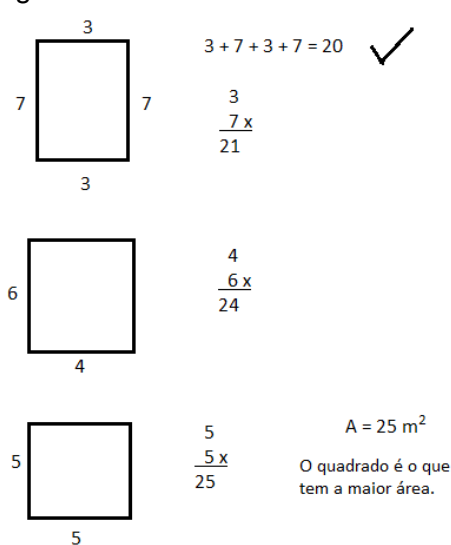 3
3 + 7 + 3 + 7 = 20
7
7
3
7 x
21
3
4
6 x
24
6
4
5
5 x
25
A = 25 m²
5
O quadrado é o que
tem a maior área.
5